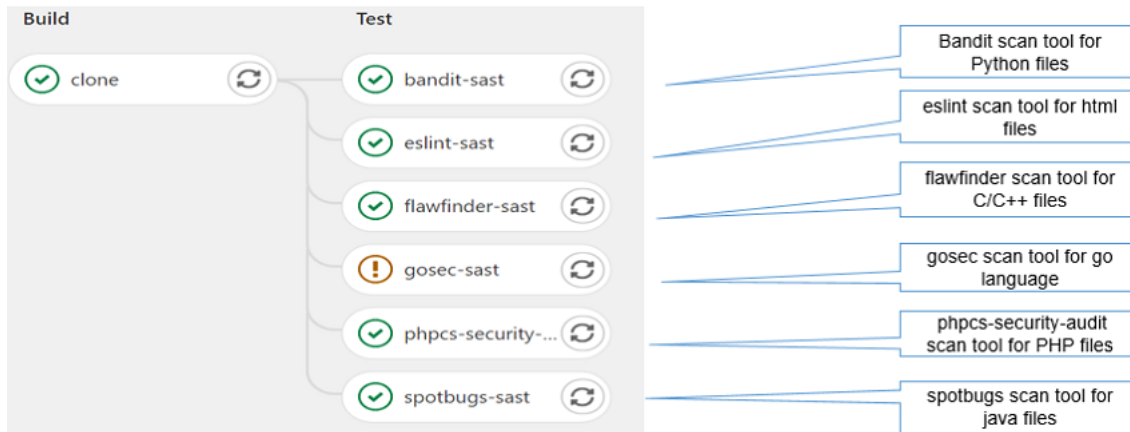 Build
Test
clone
bandit-sast
eslint-sast
flawfinder-sast
gosec-sast
phpcs-security-...
spotbugs-sast
Bandit scan tool for
Python files
eslint scan tool for html
files
flawfinder scan tool for
C/C++ files
gosec scan tool for go
language
phpcs-security-audit
scan tool for PHP files
spotbugs scan tool for
java files